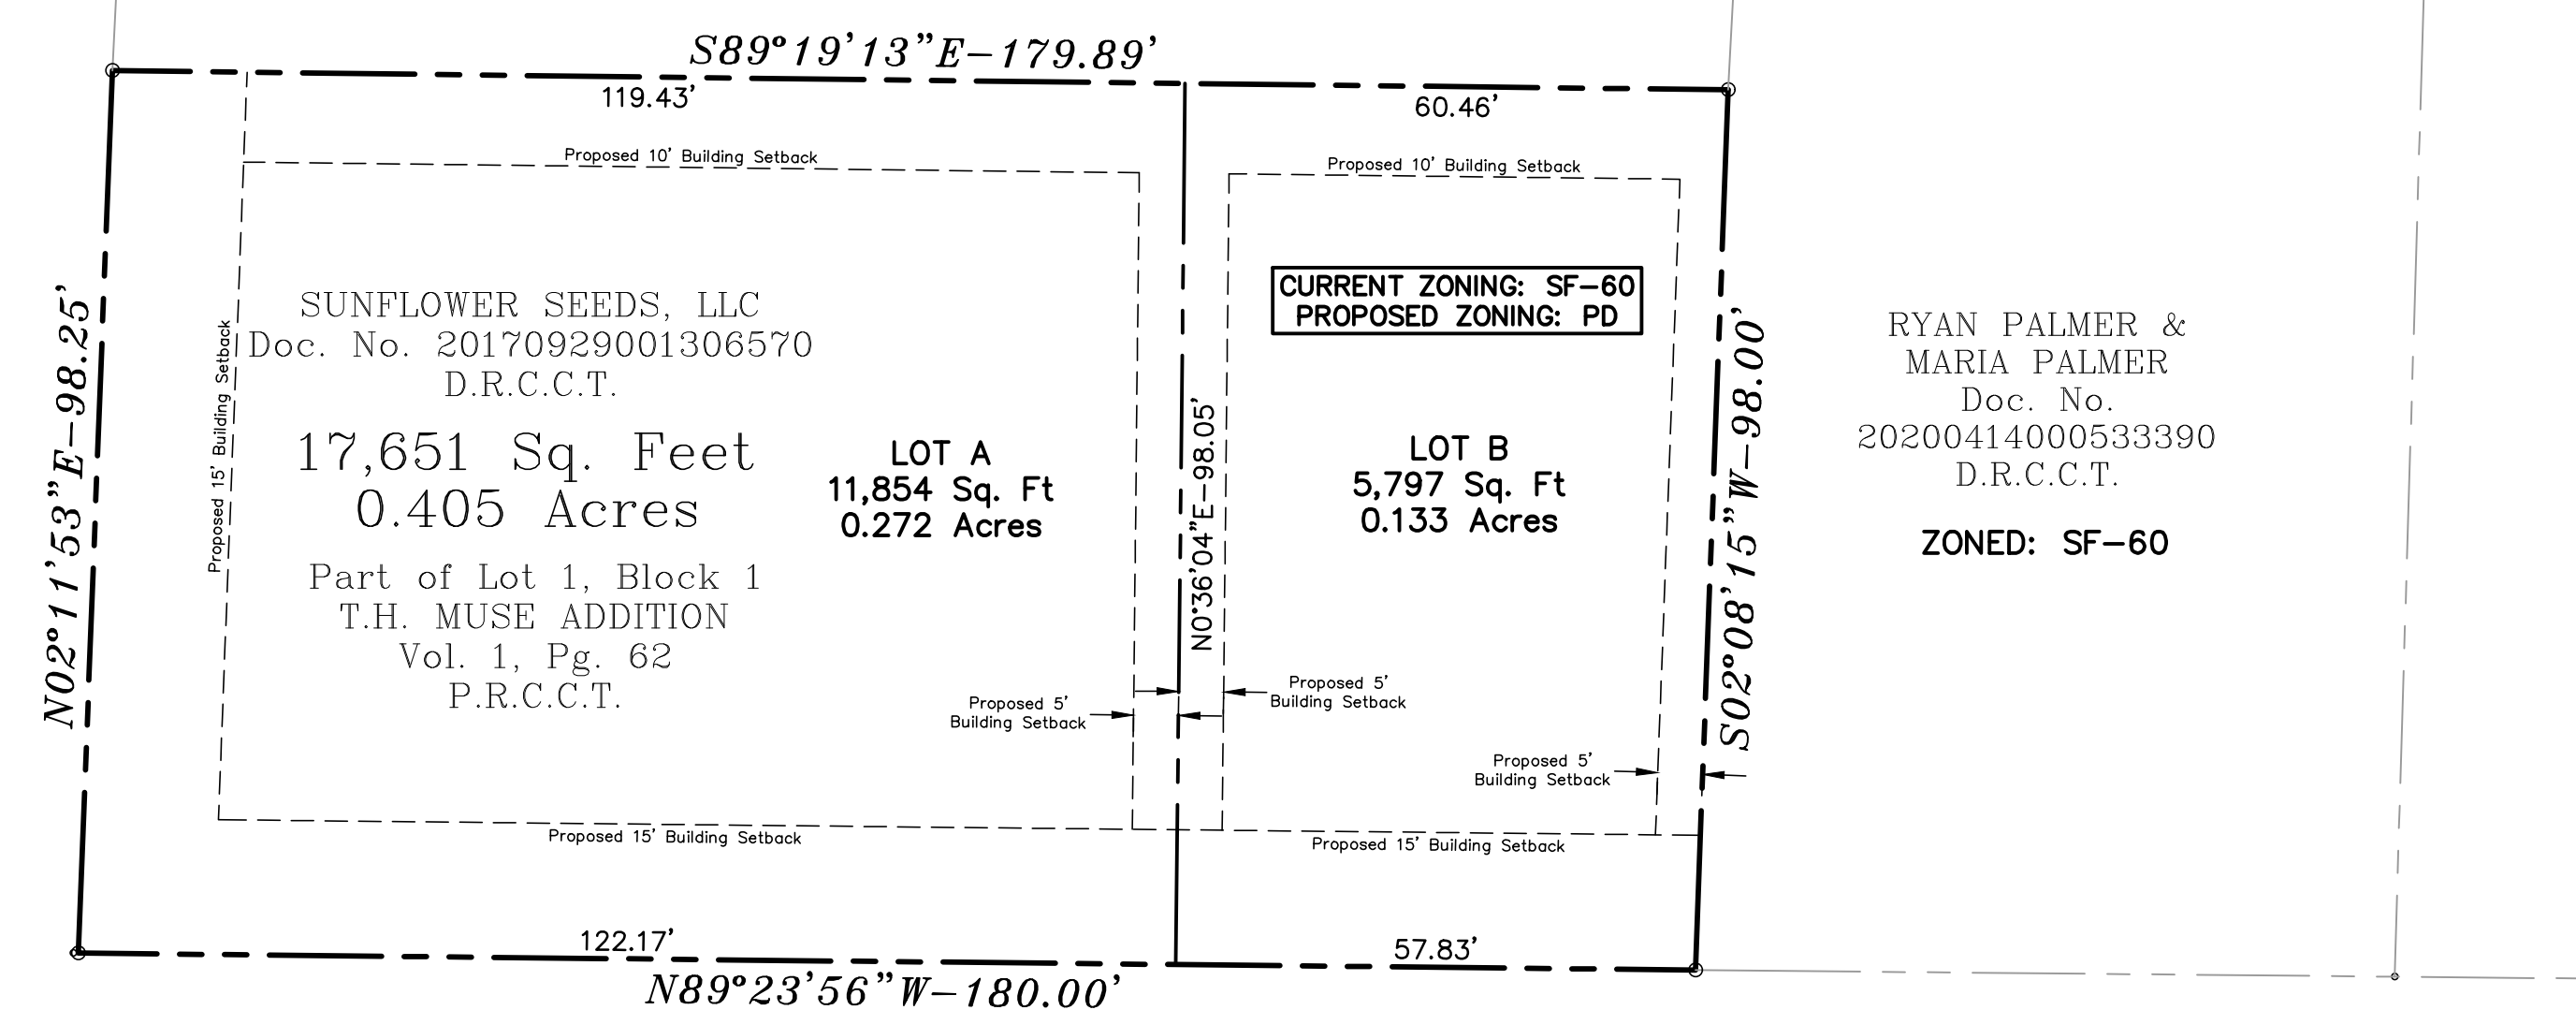 S89°19'13"E-179.89'
119.43'
60.46'
Proposed 10' Building Setback
Proposed 10' Building Setback
CURRENT ZONING: SF-60
PROPOSED ZONING: PD
N02°11'53"E-98.25'
Proposed 15' Building Setback
SUNFLOWER SEEDS, LLC
Doc. No. 20170929001306570
D.R.C.C.T.
17,651 Sq. Feet
0.405 Acres
Part of Lot 1, Block 1
T.H. MUSE ADDITION
Vol. 1, Pg. 62
P.R.C.C.T.
LOT A
11,854 Sq. Ft
0.272 Acres
N0°36'04"E-98.05'
LOT B
5,797 Sq. Ft
0.133 Acres
S02°08'15"W-98.00'
RYAN PALMER &
MARIA PALMER
Doc. No.
20200414000533390
D.R.C.C.T.
ZONED: SF-60
Proposed 5'
Building Setback
Proposed 5'
Building Setback
Proposed 5'
Building Setback
Proposed 15' Building Setback
Proposed 15' Building Setback
122.17'
57.83'
N89°23'56"W-180.00'